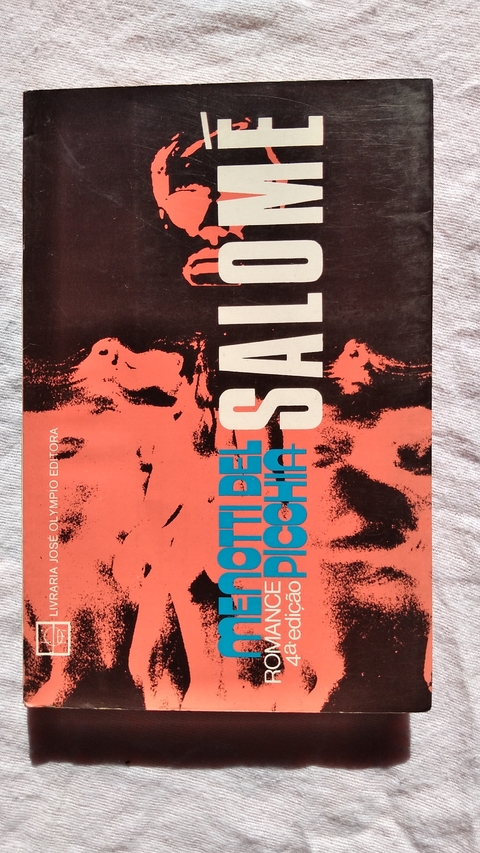 MENOTTI DEL
PICCHIA
SALOMÉ
ROMANCE
4ª edição
LIVRARIA JOSÉ OLYMPIO EDITORA